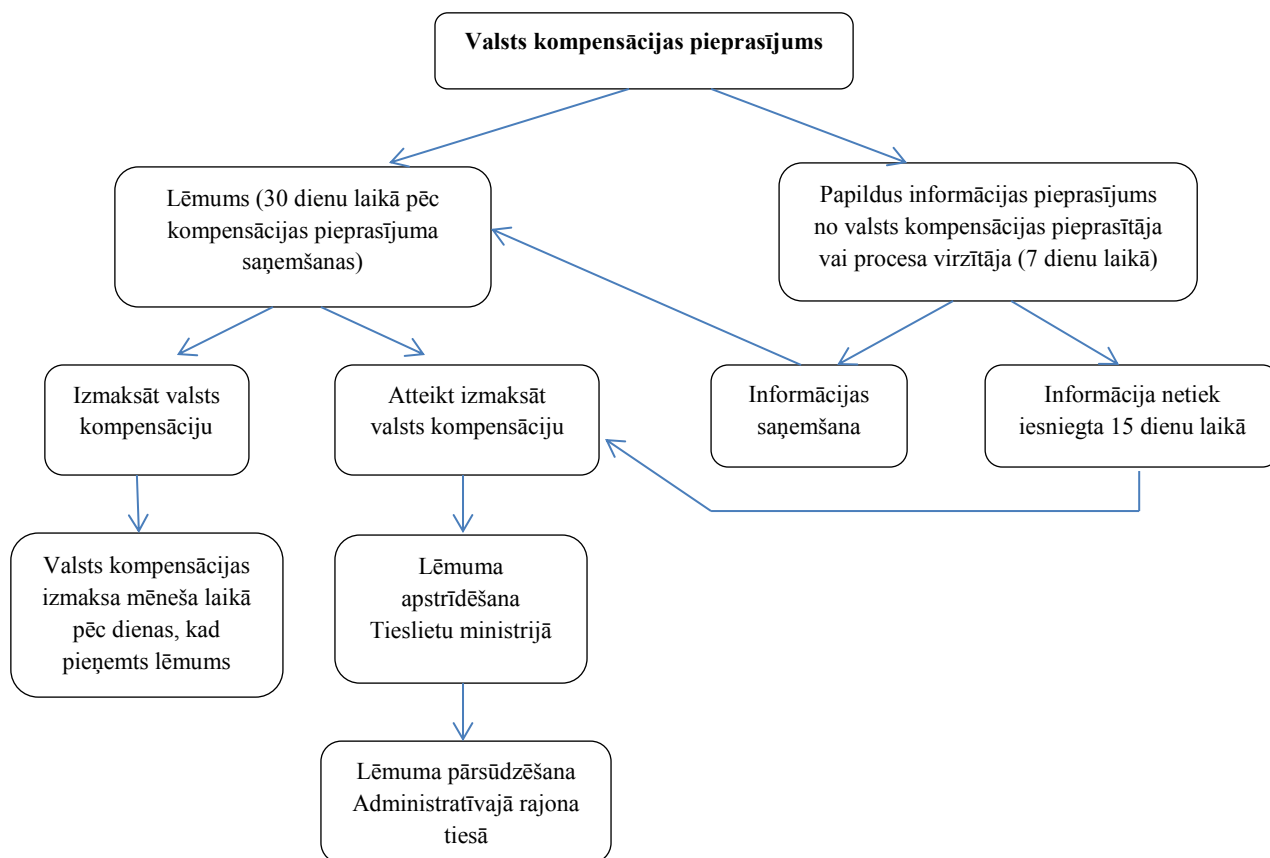 Valsts kompensācijas pieprasījums
Lēmums (30 dienu laikā pēc
kompensācijas pieprasījuma
saņemšanas)
Papildus informācijas pieprasījums
no valsts kompensācijas pieprasītāja
vai procesa virzītāja (7 dienu laikā)
Izmaksāt valsts
kompensāciju
Atteikt izmaksāt
valsts kompensāciju
Informācijas
saņemšana
Informācija netiek
iesniegta 15 dienu laikā
Valsts kompensācijas
izmaksa mēneša laikā
pēc dienas, kad
pieņemts lēmums
Lēmuma
apstrīdēšana
Tieslietu ministrijā
Lēmuma pārsūdzēšana
Administratīvajā rajona
tiesā